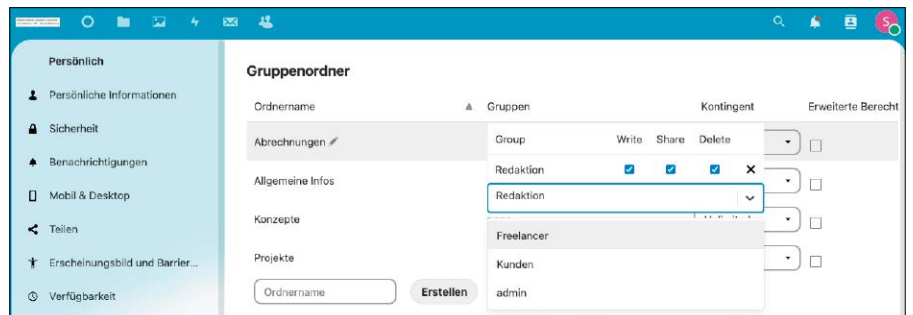 S
Persönlich
Persönliche Informationen
Sicherheit
Benachrichtigungen
Mobil & Desktop
Teilen
Erscheinungsbild und Barrier...
Verfügbarkeit
Gruppenordner
Ordnername Gruppen Kontingent Erweiterte Berecht
Abrechnungen
Allgemeine Infos
Konzepte
Projekte
Ordnername Erstellen
Group Write Share Delete
Redaktion
Redaktion
Freelancer
Kunden
admin